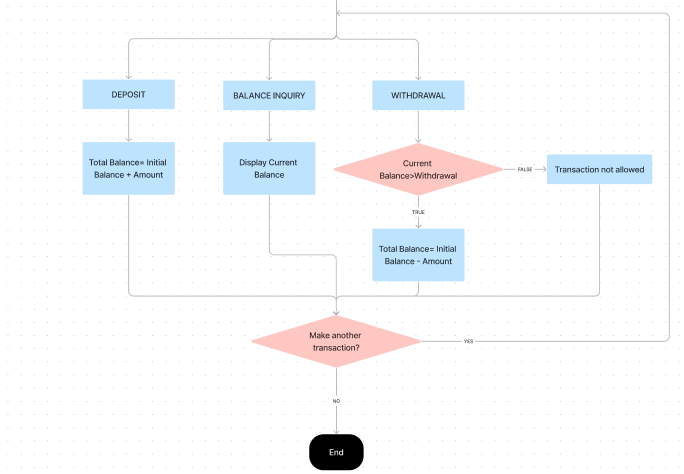 DEPOSIT
BALANCE INQUIRY
WITHDRAWAL
Total Balance= Initial
Balance + Amount
Display Current
Balance
Current
Balance>Withdrawal
FALSE
Transaction not allowed
TRUE
Total Balance= Initial
Balance - Amount
Make another
transaction?
YES
NO
End